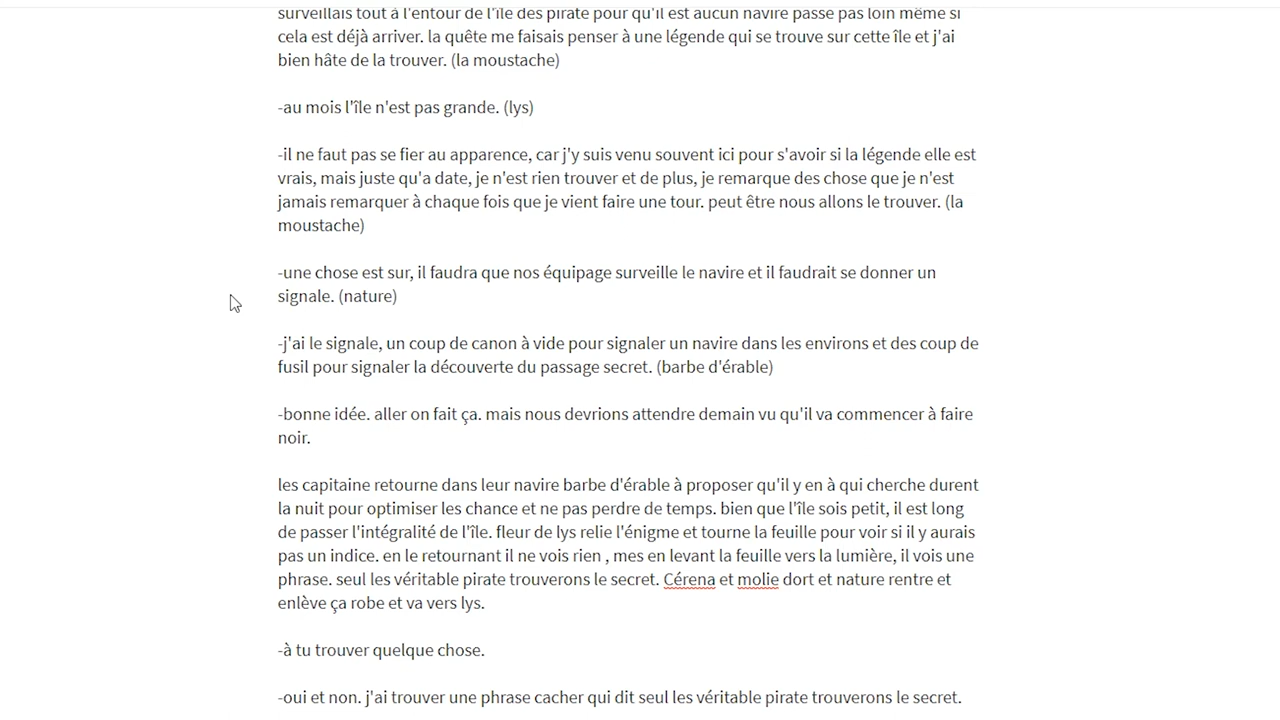 surveillais tout à l'entour de l'île des pirate pour qu'il est aucun navire passe pas loin même si
cela est déjà arriver. la quête me faisais penser à une légende qui se trouve sur cette île et j'ai
bien hâte de la trouver. (la moustache)
-au mois l'île n'est pas grande. (lys)
-il ne faut pas se fier au apparence, car j'y suis venu souvent ici pour s'avoir si la légende elle est
vrais, mais juste qu'a date, je n'est rien trouver et de plus, je remarque des chose que je n'est
jamais remarquer à chaque fois que je vient faire une tour. peut être nous allons le trouver. (la
moustache)
-une chose est sur, il faudra que nos équipage surveille le navire et il faudrait se donner un
signale. (nature)
-j'ai le signale, un coup de canon à vide pour signaler un navire dans les environs et des coup de
fusil pour signaler la découverte du passage secret. (barbe d'érable)
-bonne idée. aller on fait ça. mais nous devrions attendre demain vu qu'il va commencer à faire
noir.
les capitaine retourne dans leur navire barbe d'érable à proposer qu'il y en à qui cherche durent
la nuit pour optimiser les chance et ne pas perdre de temps. bien que l'île sois petit, il est long
de passer l'intégralité de l'île. fleur de lys relie l'énigme et tourne la feuille pour voir si il y aurais
pas un indice. en le retournant il ne vois rien , mes en levant la feuille vers la lumière, il vois une
phrase. seul les véritable pirate trouverons le secret. Cérena et molie dort et nature rentre et
enlève ça robe et va vers lys.
-à tu trouver quelque chose.
-oui et non. j'ai trouver une phrase cacher qui dit seul les véritable pirate trouverons le secret.